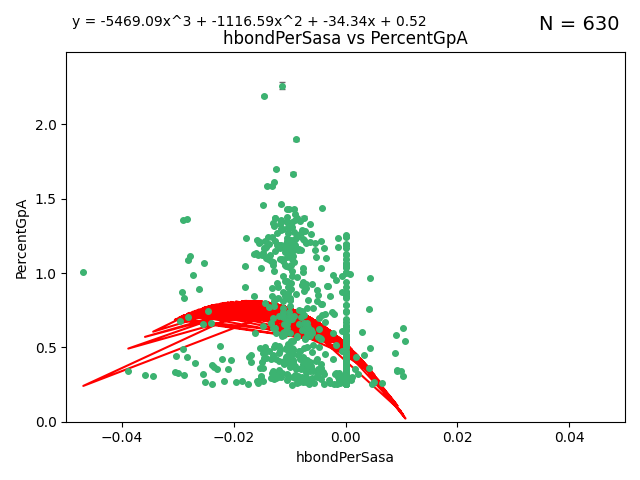 y = -5469.09x^3 + -1116.59x^2 + -34.34x + 0.52
N = 630
hbondPerSasa vs PercentGpA
PercentGpA
2.0
1.5
1.0
0.5
0.0
−0.04 −0.02 0.00 0.02 0.04
hbondPerSasa